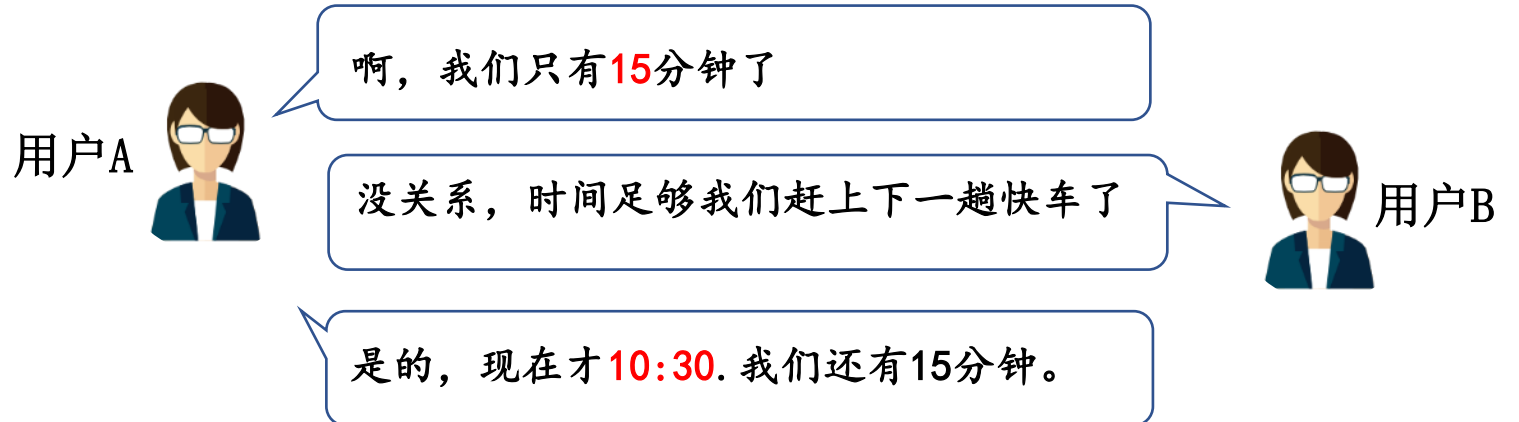 啊，我们只有15分钟了
用户A
没关系，时间足够我们赶上下一趟快车了
用户B
是的，现在才10:30.我们还有15分钟。